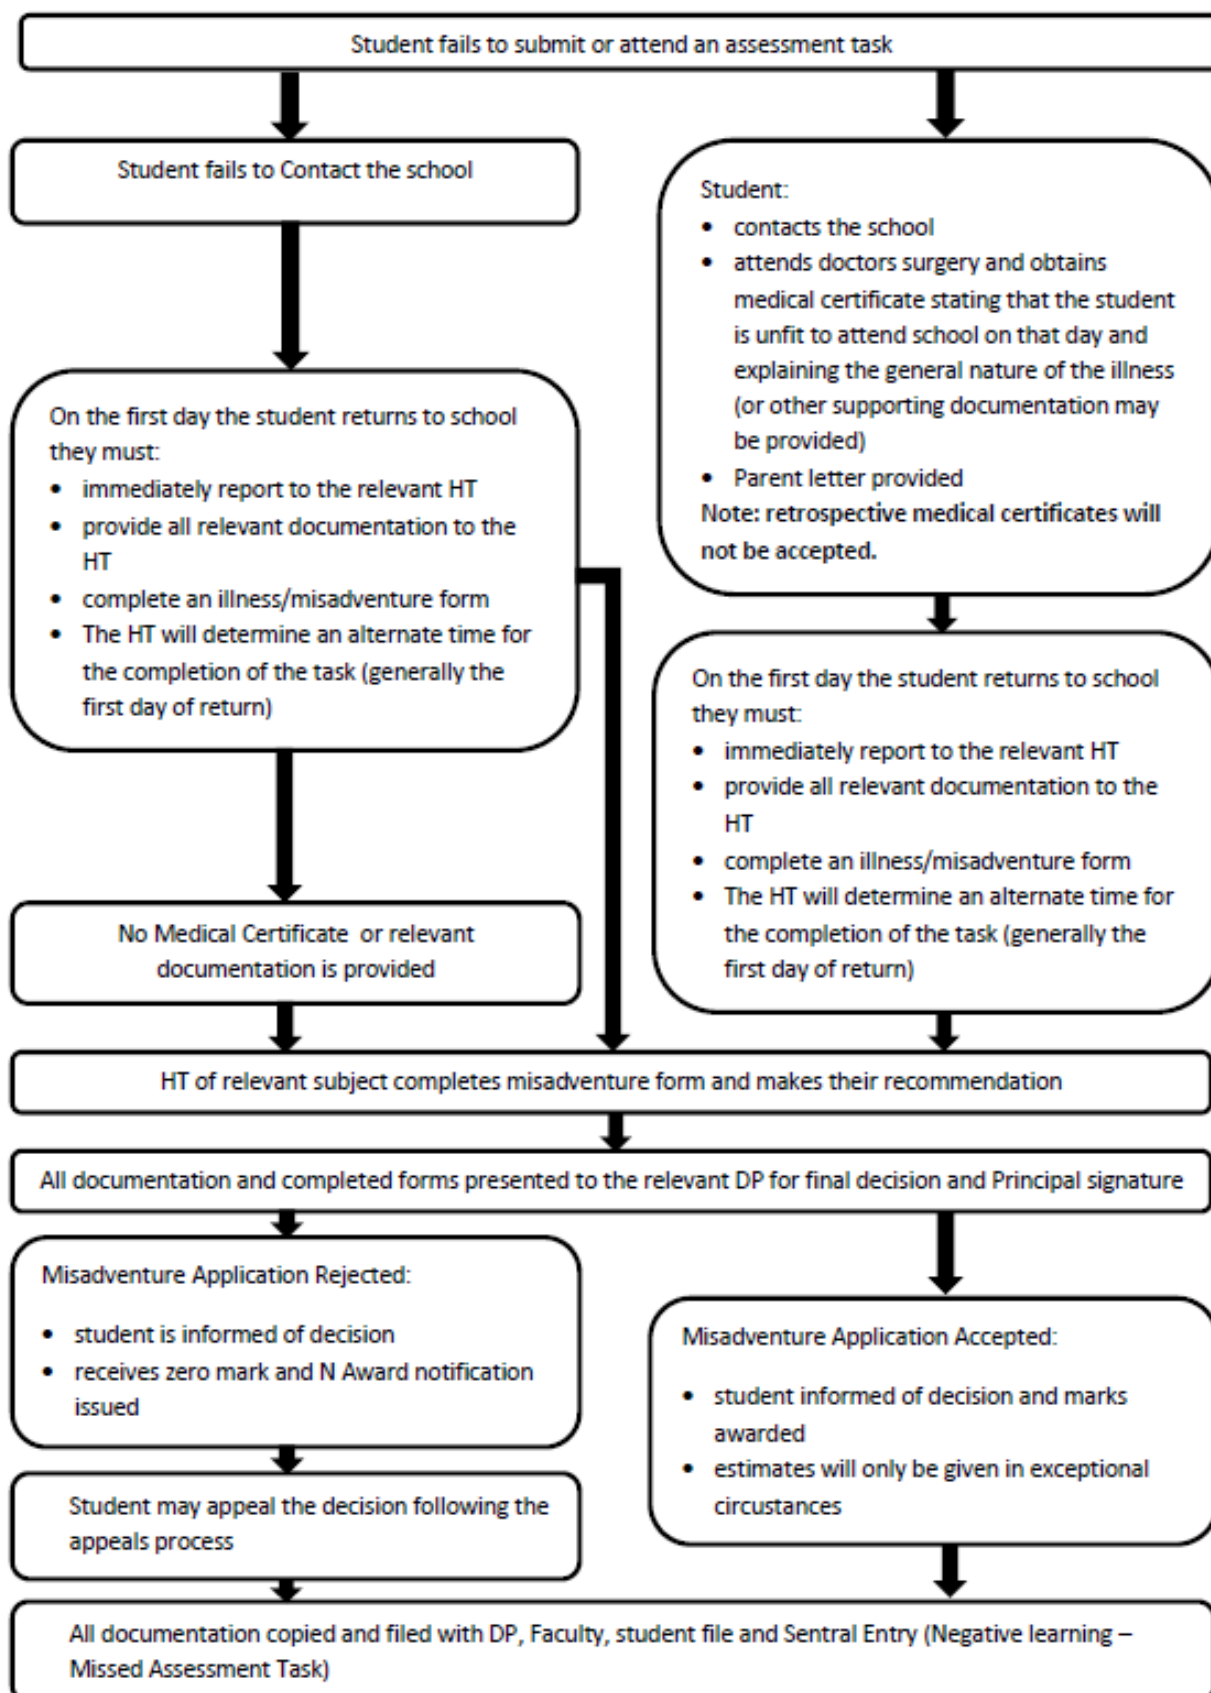 Student fails to submit or attend an assessment task
Student fails to Contact the school
On the first day the student returns to school
they must:
• immediately report to the relevant HT
• provide all relevant documentation to the
HT
• complete an illness/misadventure form
• The HT will determine an alternate time for
the completion of the task (generally the
first day of return)
No Medical Certificate or relevant
documentation is provided
Student:
• contacts the school
• attends doctors surgery and obtains
medical certificate stating that the student
is unfit to attend school on that day and
explaining the general nature of the illness
(or other supporting documentation may
be provided)
• Parent letter provided
Note: retrospective medical certificates will
not be accepted.
On the first day the student returns to school
they must:
• immediately report to the relevant HT
• provide all relevant documentation to the
HT
• complete an illness/misadventure form
• The HT will determine an alternate time for
the completion of the task (generally the
first day of return)
HT of relevant subject completes misadventure form and makes their recommendation
All documentation and completed forms presented to the relevant DP for final decision and Principal signature
Misadventure Application Rejected:
• student is informed of decision
• receives zero mark and N Award notification
issued
Student may appeal the decision following the
appeals process
Misadventure Application Accepted:
• student informed of decision and marks
awarded
• estimates will only be given in exceptional
circustances
All documentation copied and filed with DP, Faculty, student file and Sentral Entry (Negative learning –
Missed Assessment Task)